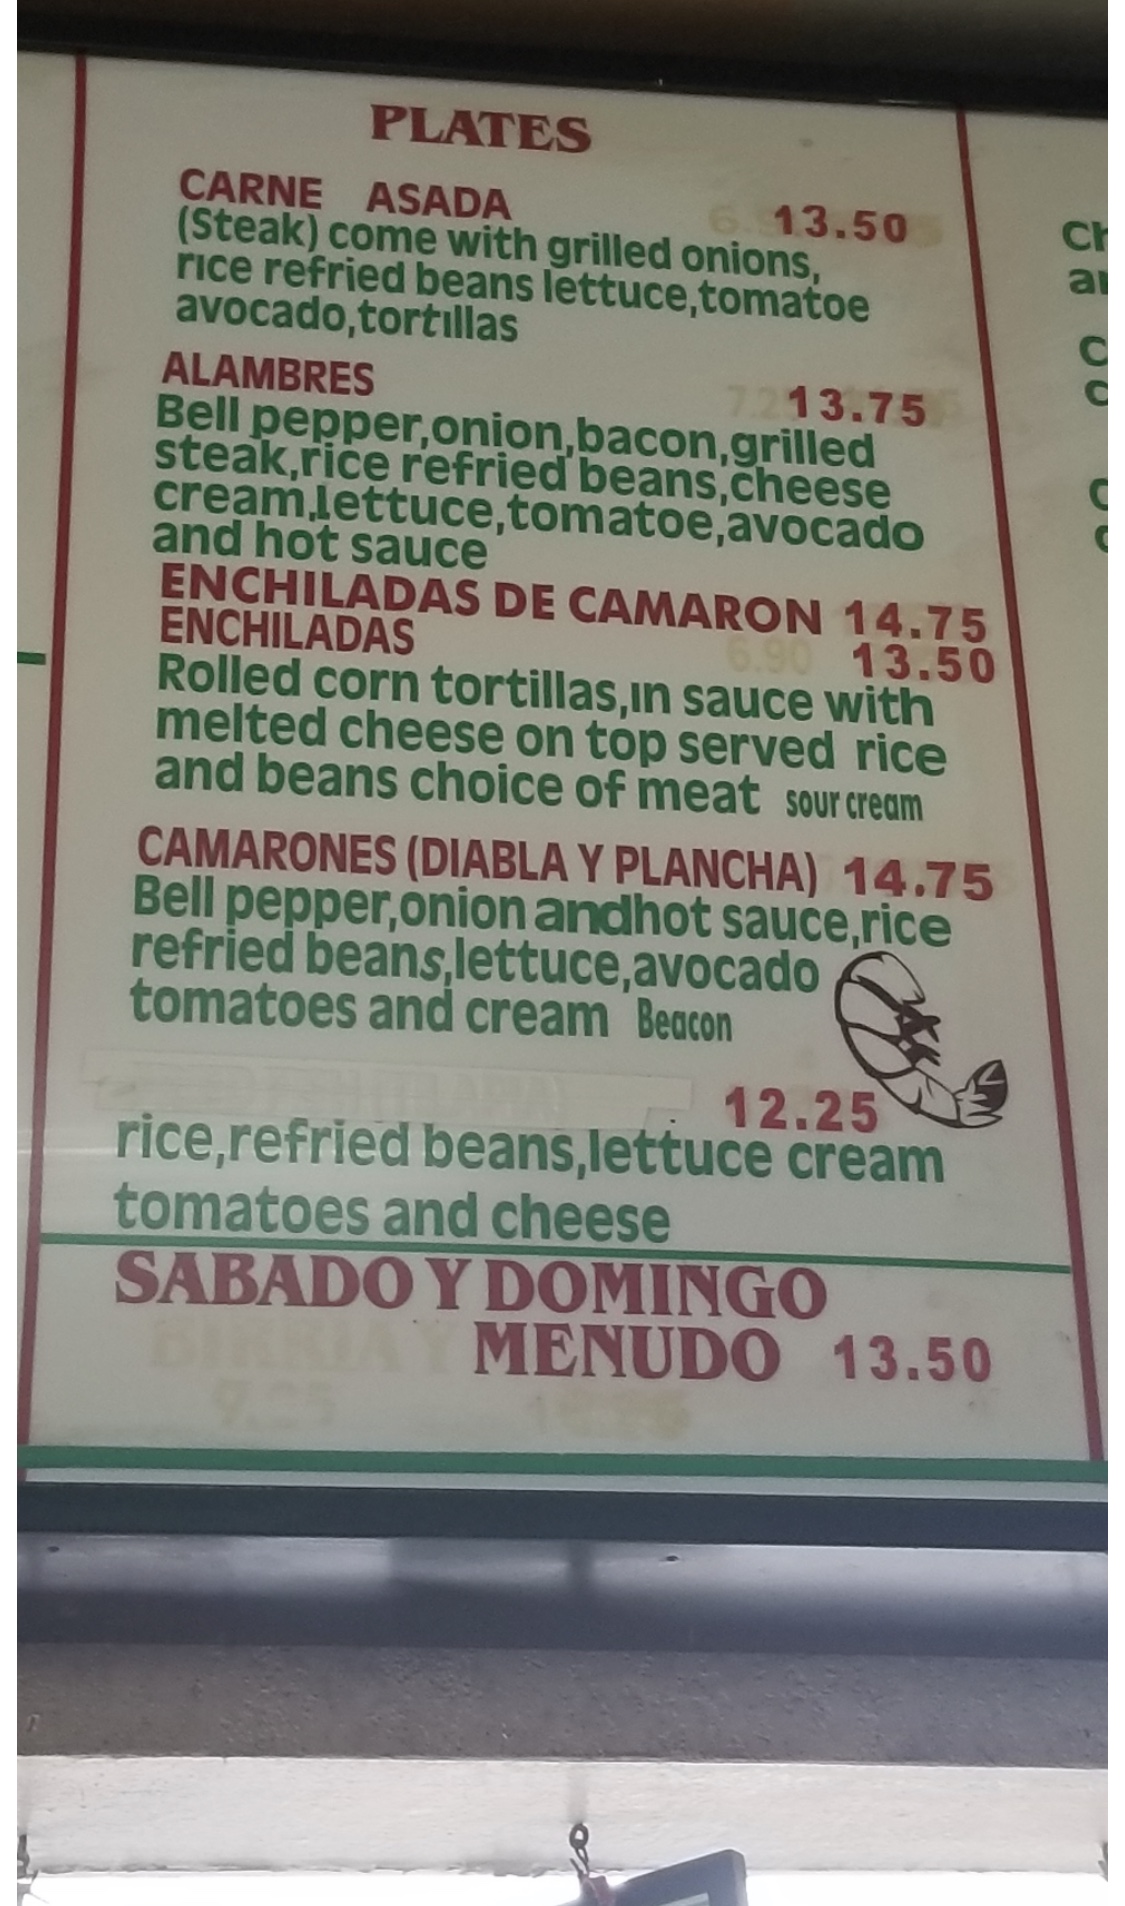 PLATES
CARNE ASADA 13.50
(Steak) come with grilled onions,
rice refried beans lettuce,tomatoe
avocado,tortillas
ALAMBRES 13.75
Bell pepper,onion,bacon,grilled
steak,rice refried beans,cheese
cream,lettuce,tomatoe,avocado
and hot sauce
ENCHILADAS DE CAMARON 14.75
ENCHILADAS 6.90 13.50
Rolled corn tortillas,in sauce with
melted cheese on top served rice
and beans choice of meat sour cream
CAMARONES (DIABLA Y PLANCHA) 14.75
Bell pepper,onion andhot sauce,rice
refried beans,lettuce,avocado
tomatoes and cream Beacon
12.25
rice,refried beans,lettuce cream
tomatoes and cheese
SABADO Y DOMINGO
BIRRIA Y MENUDO 13.50